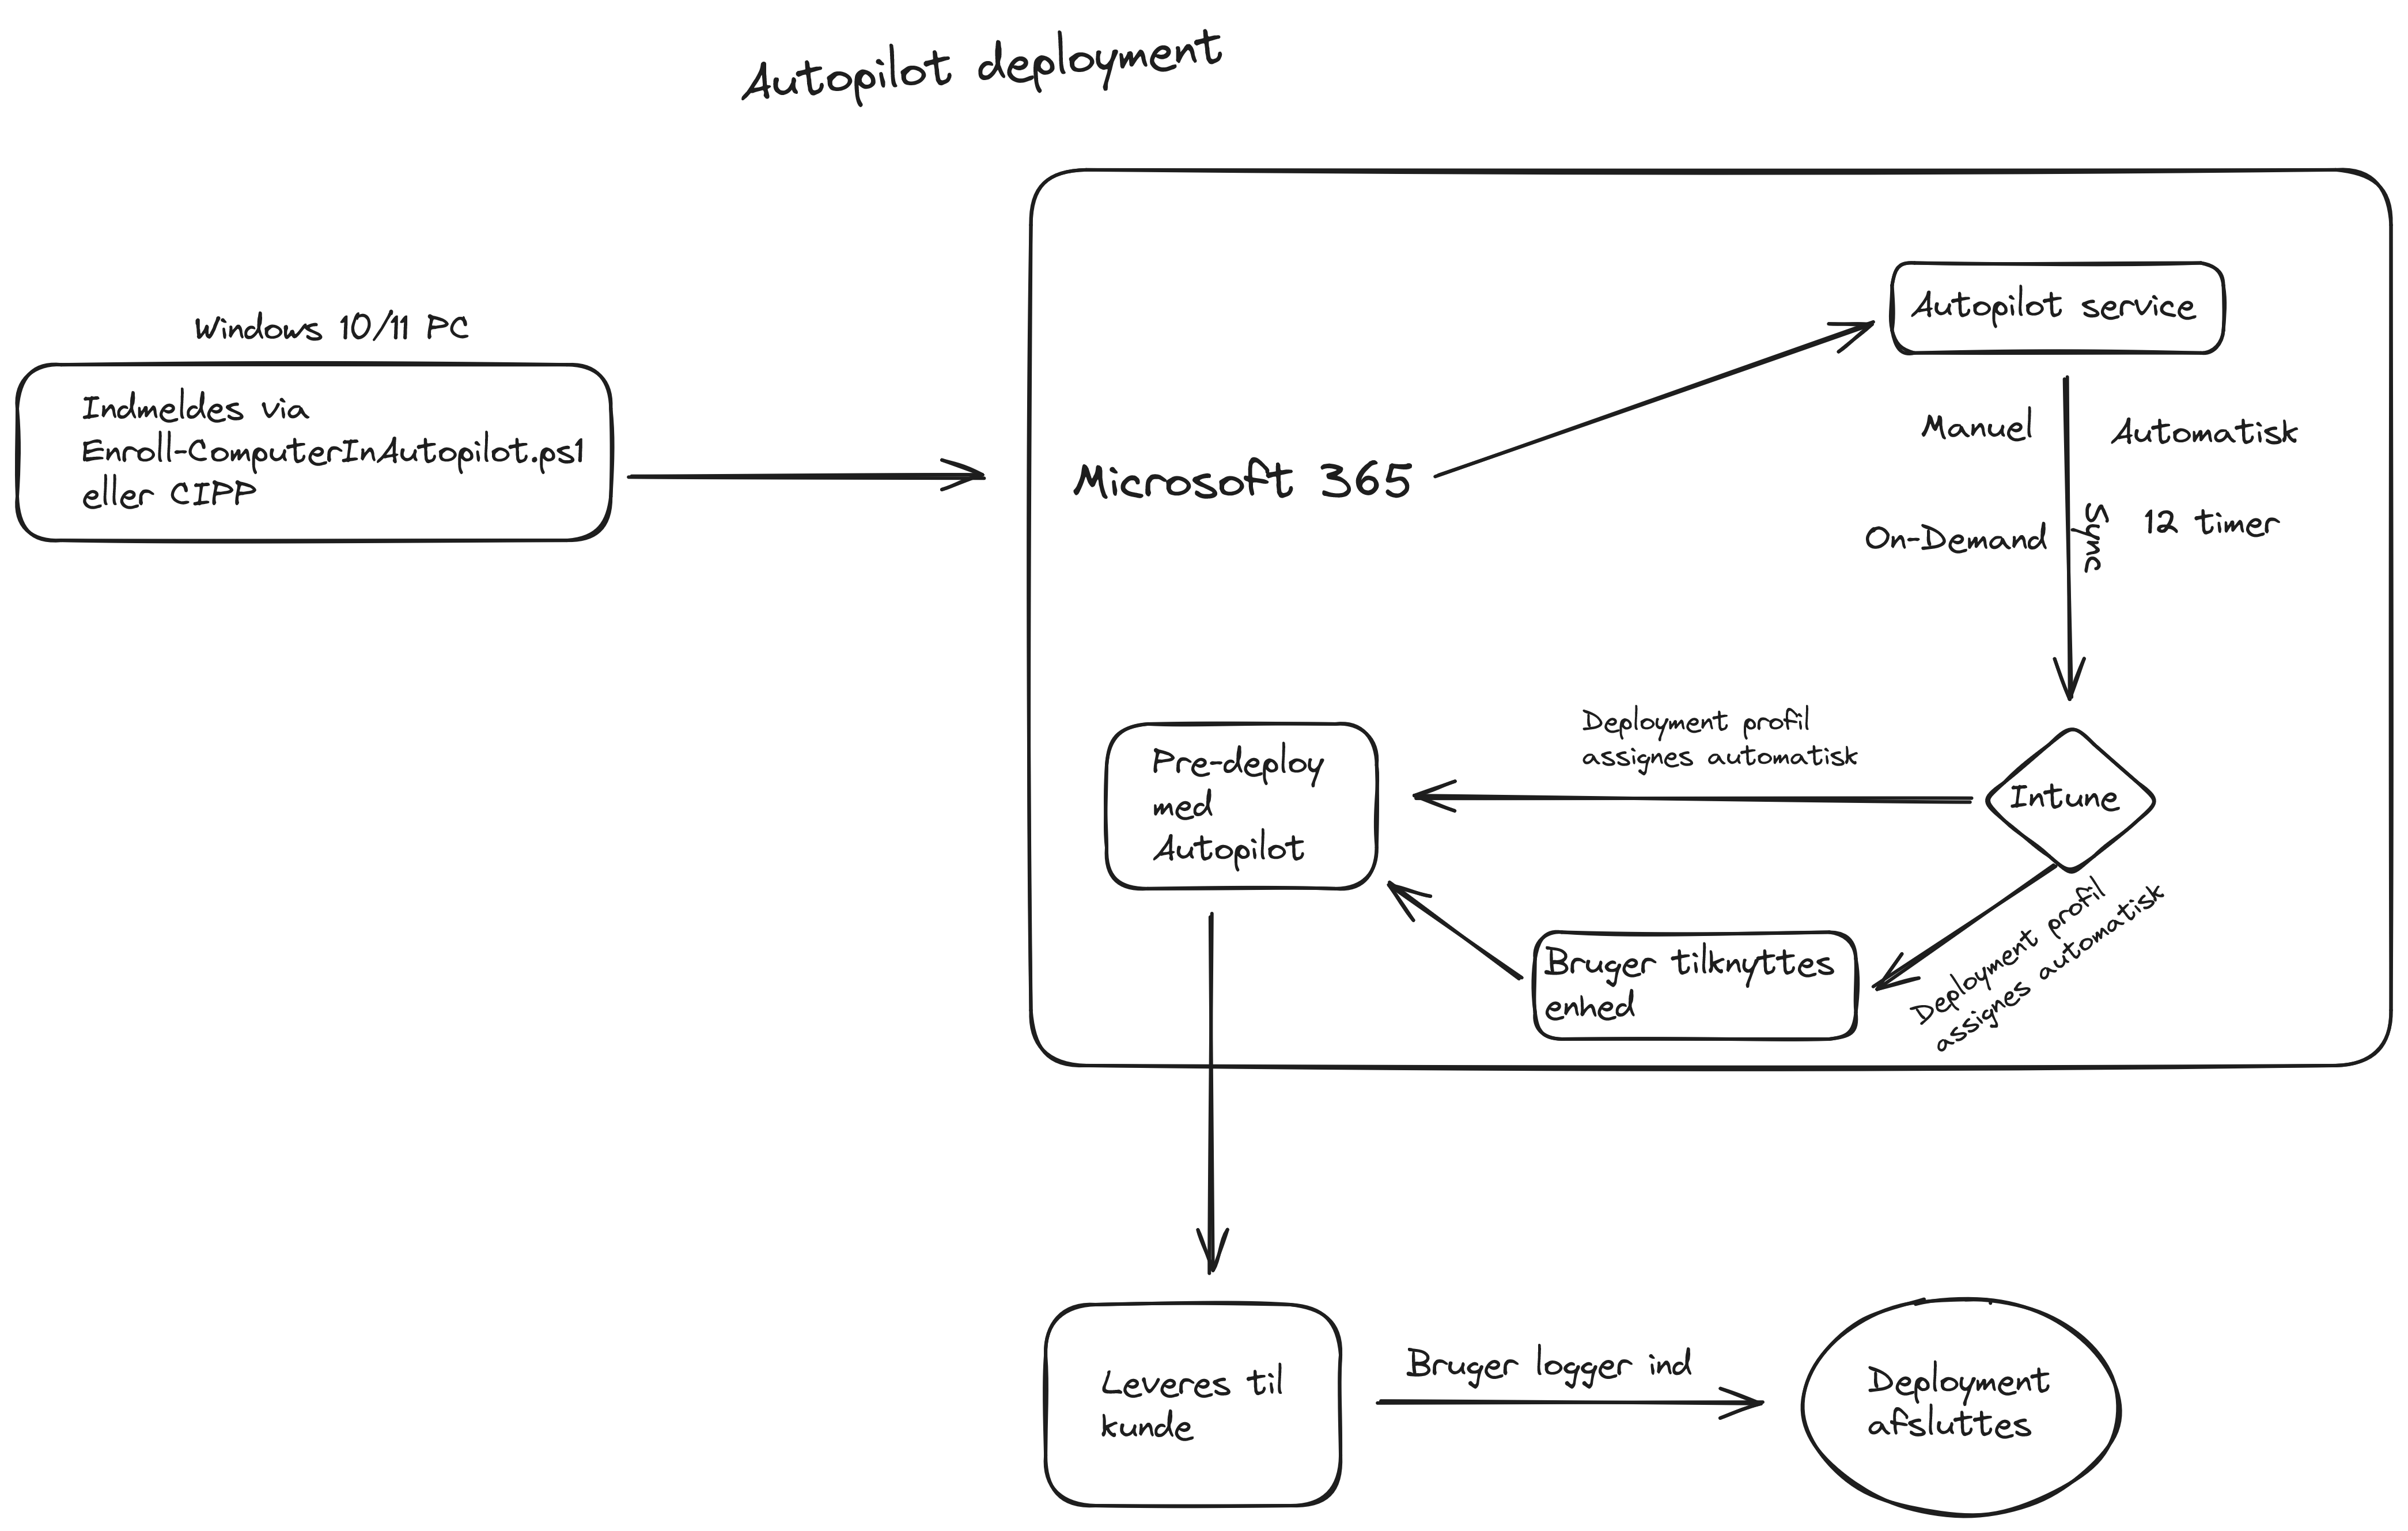 Autopilot deployment
Windows 10/11 PC
Indmeldes via
Enroll-ComputerInAutopilot.ps1
eller CIPP
Microsoft 365
Autopilot service
Manuel
Automatisk
On-Demand
Sync
12 timer
Intune
Deployment profil
assignes automatisk
Pre-deploy
med
Autopilot
Deployment profil
assignes automatisk
Bruger tilknyttes
enhed
Leveres til
kunde
Bruger logger ind
Deployment
afsluttes